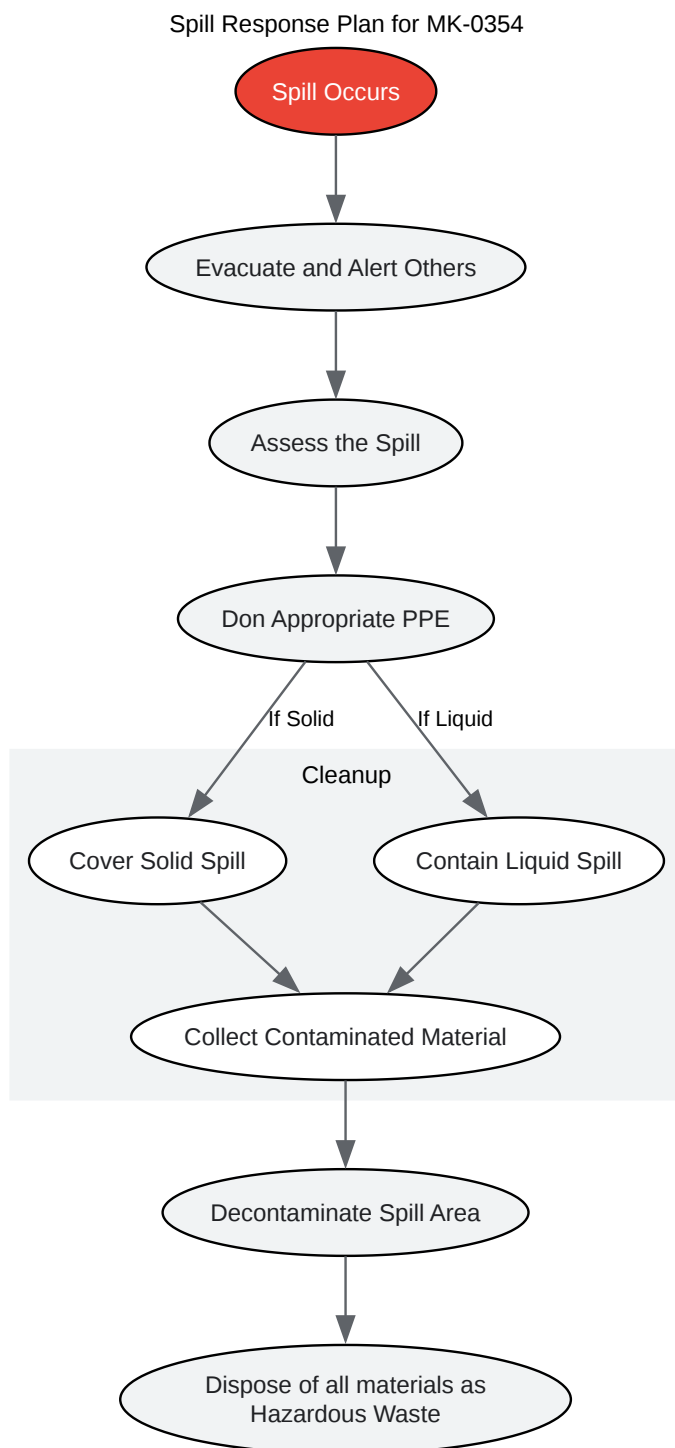 Spill Response Plan for MK-0354
Spill Occurs
Evacuate and Alert Others
Assess the Spill
Don Appropriate PPE
If Solid
If Liquid
Cleanup
Cover Solid Spill
Contain Liquid Spill
Collect Contaminated Material
Decontaminate Spill Area
Dispose of all materials as
Hazardous Waste